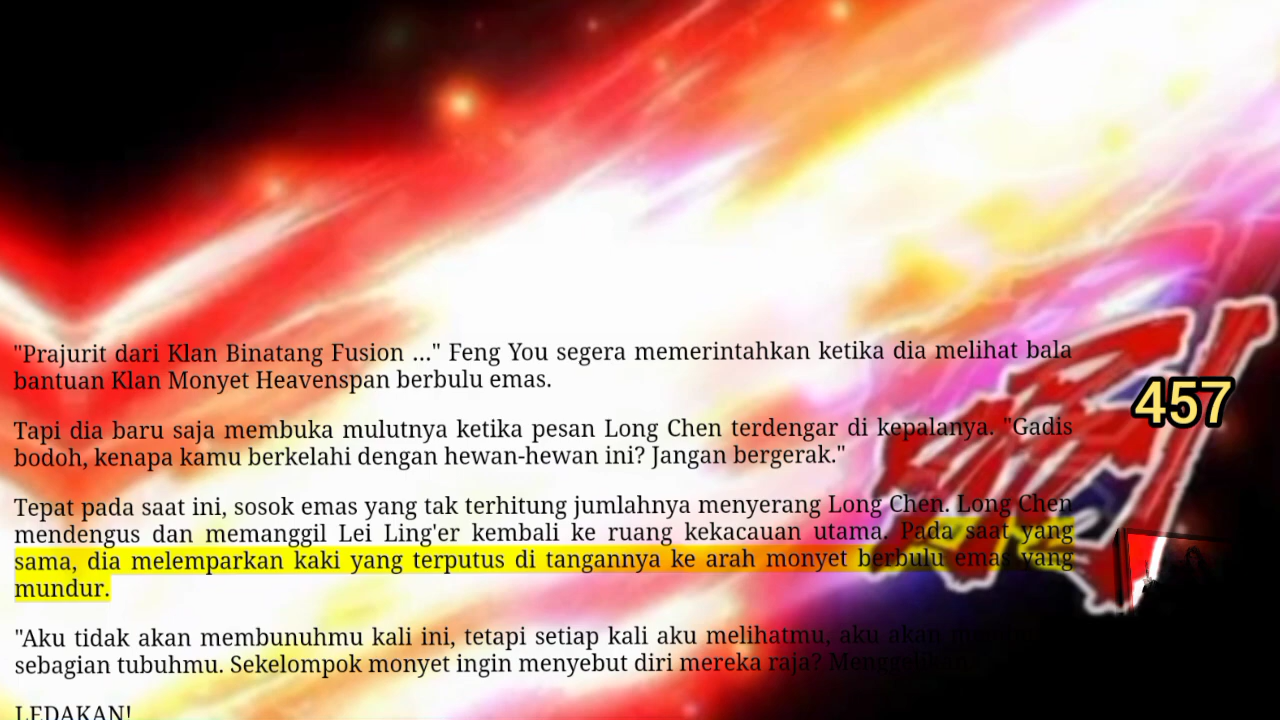 "Prajurit dari Klan Binatang Fusion ..." Feng You segera memerintahkan ketika dia melihat bala
bantuan Klan Monyet Heavenspan berbulu emas.
Tapi dia baru saja membuka mulutnya ketika pesan Long Chen terdengar di kepalanya. "Gadis
bodoh, kenapa kamu berkelahi dengan hewan-hewan ini? Jangan bergerak."
457
Tepat pada saat ini, sosok emas yang tak terhitung jumlahnya menyerang Long Chen. Long Chen
mendengus dan memanggil Lei Ling'er kembali ke ruang kekacauan utama. Pada saat yang
sama, dia melemparkan kaki yang terputus di tangannya ke arah monyet berbulu emas yang
mundur.
"Aku tidak akan membunuhmu kali ini, tetapi setiap kali aku melihatmu, aku akan
sebagian tubuhmu. Sekelompok monyet ingin menyebut diri mereka raja?
LEDAKAN!